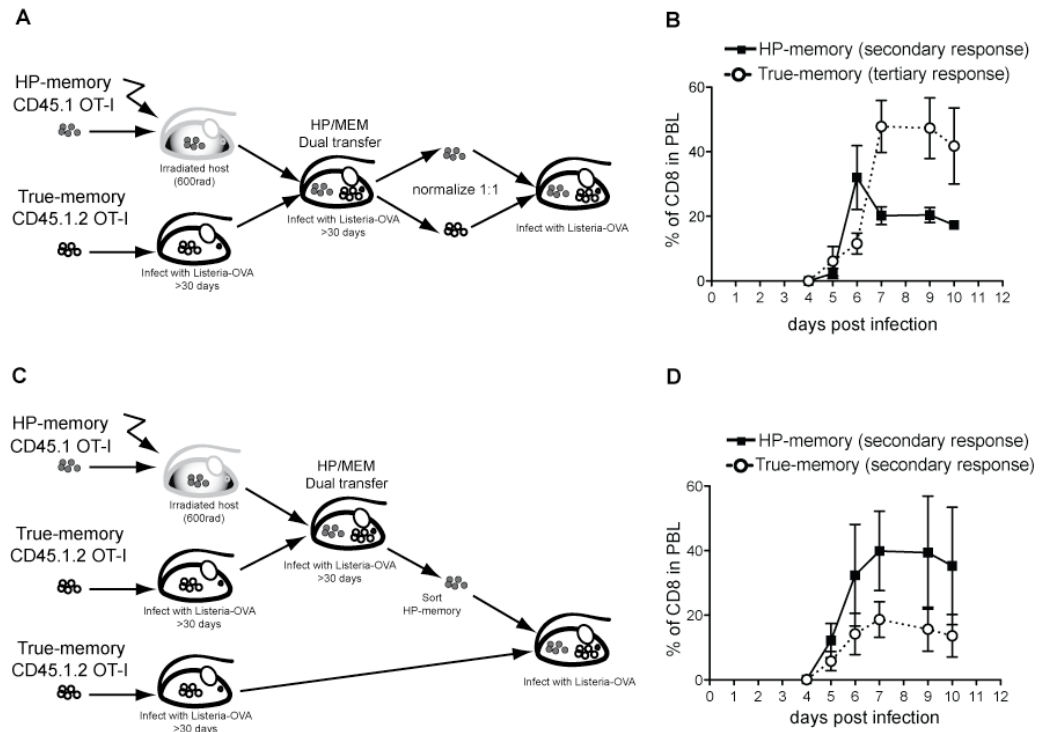 A
HP-memory
CD45.1 OT-I
Irradiated host
(600rad)
True-memory
CD45.1.2 OT-I
Infect with Listeria-OVA
>30 days
HP/MEM
Dual transfer
Infect with Listeria-OVA
>30 days
normalize 1:1
Infect with Listeria-OVA
B
HP-memory (secondary response)
True-memory (tertiary response)
% of CD8 in PBL
60
40
20
0
0 1 2 3 4 5 6 7 8 9 10 11 12
days post infection
C
HP-memory
CD45.1 OT-I
Irradiated host
(600rad)
True-memory
CD45.1.2 OT-I
Infect with Listeria-OVA
>30 days
HP/MEM
Dual transfer
Infect with Listeria-OVA
>30 days
Sort
HP-memory
True-memory
CD45.1.2 OT-I
Infect with Listeria-OVA
>30 days
Infect with Listeria-OVA
D
HP-memory (secondary response)
True-memory (secondary response)
% of CD8 in PBL
60
40
20
0
0 1 2 3 4 5 6 7 8 9 10 11 12
days post infection